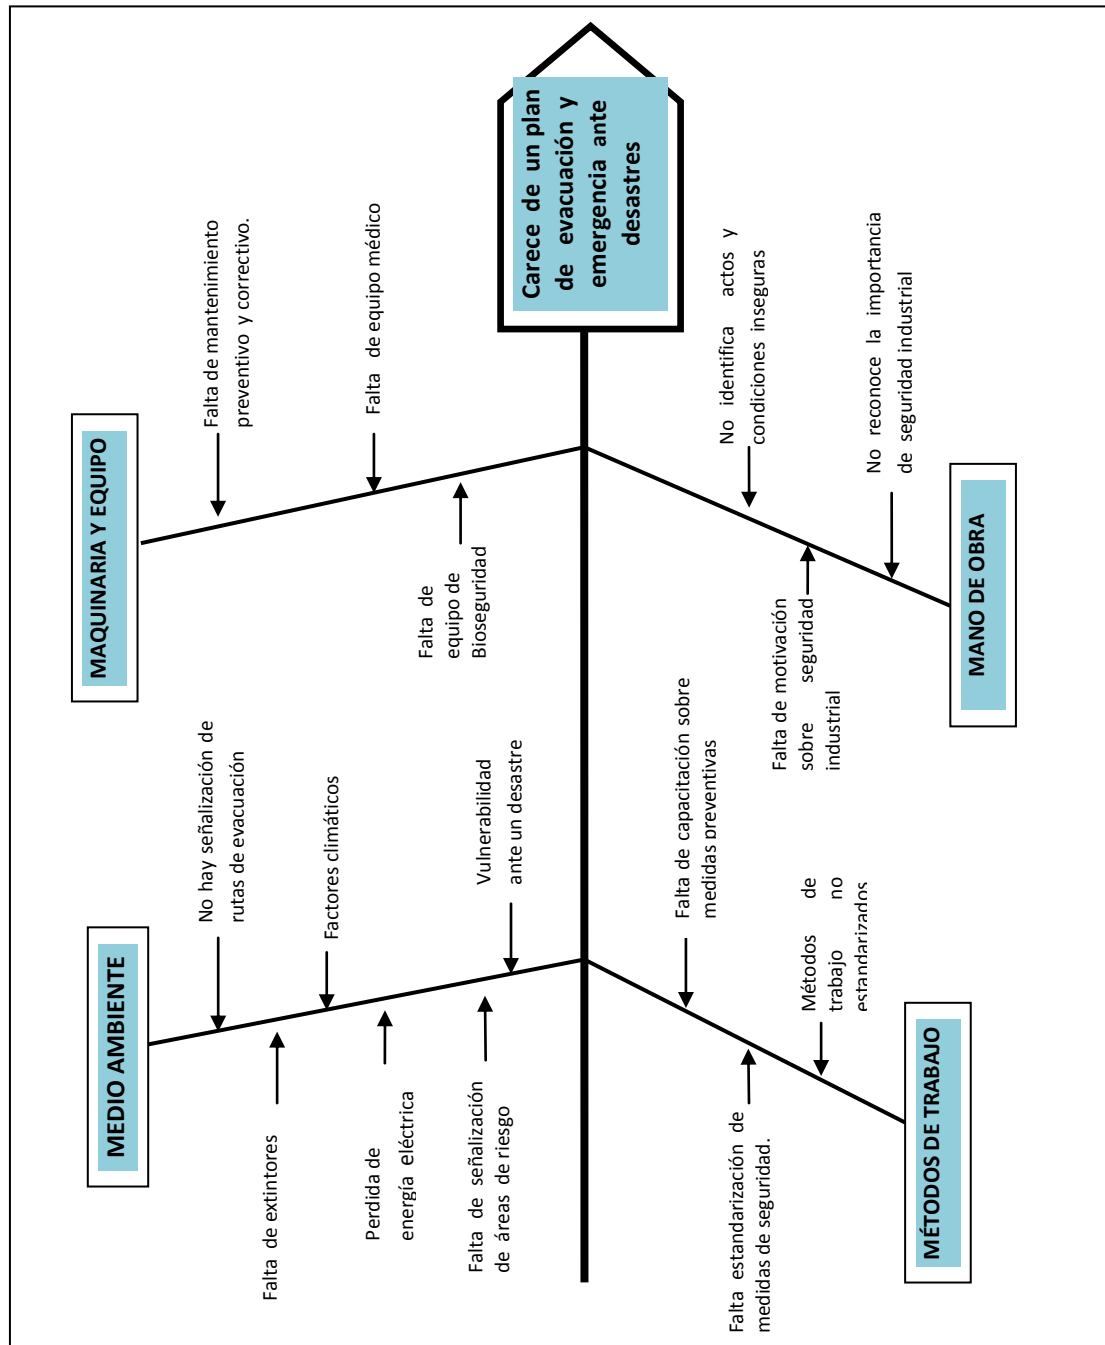 MEDIO AMBIENTE
No hay señalización de
rutas de evacuación
Factores climáticos
Vulnerabilidad
ante un desastre
Falta de extintores
Perdida de
energía eléctrica
Falta de señalización
de áreas de riesgo
MAQUINARIA Y EQUIPO
Falta de mantenimiento
preventivo y correctivo.
Falta de equipo médico
Falta de
equipo de
Bioseguridad
Carece de un plan
de evacuación y
emergencia ante
desastres
Falta de capacitación sobre
medidas preventivas
Falta estandarización de
medidas de seguridad.
Métodos de
trabajo no
estandarizados
MÉTODOS DE TRABAJO
No identifica actos y
condiciones inseguras
Falta de motivación
sobre seguridad
industrial
No reconoce la importancia
de seguridad industrial
MANO DE OBRA